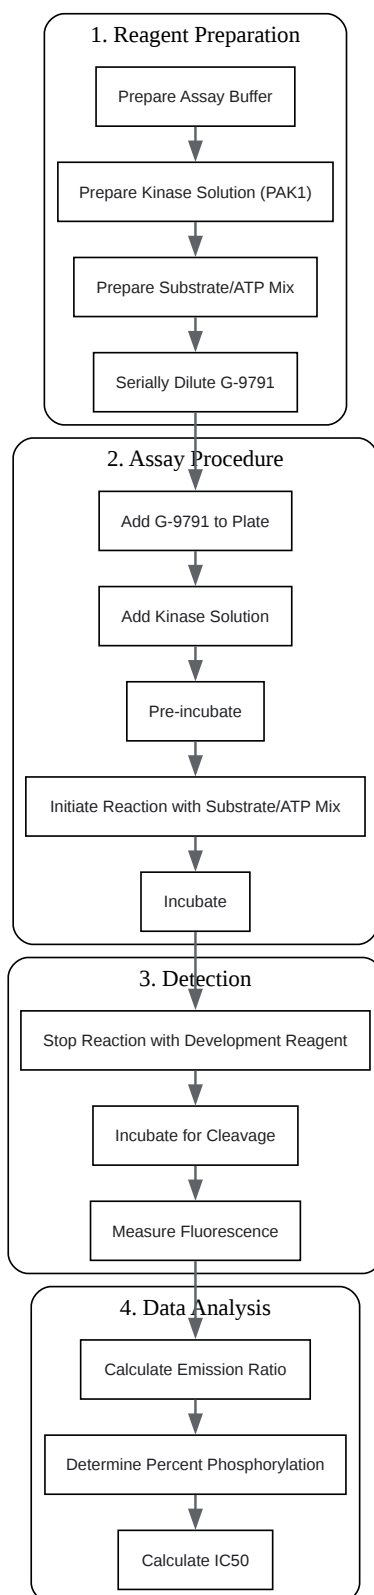 1. Reagent Preparation
Prepare Assay Buffer
Prepare Kinase Solution (PAK1)
Prepare Substrate/ATP Mix
Serially Dilute G-9791
2. Assay Procedure
Add G-9791 to Plate
Add Kinase Solution
Pre-incubate
Initiate Reaction with Substrate/ATP Mix
Incubate
3. Detection
Stop Reaction with Development Reagent
Incubate for Cleavage
Measure Fluorescence
4. Data Analysis
Calculate Emission Ratio
Determine Percent Phosphorylation
Calculate IC50